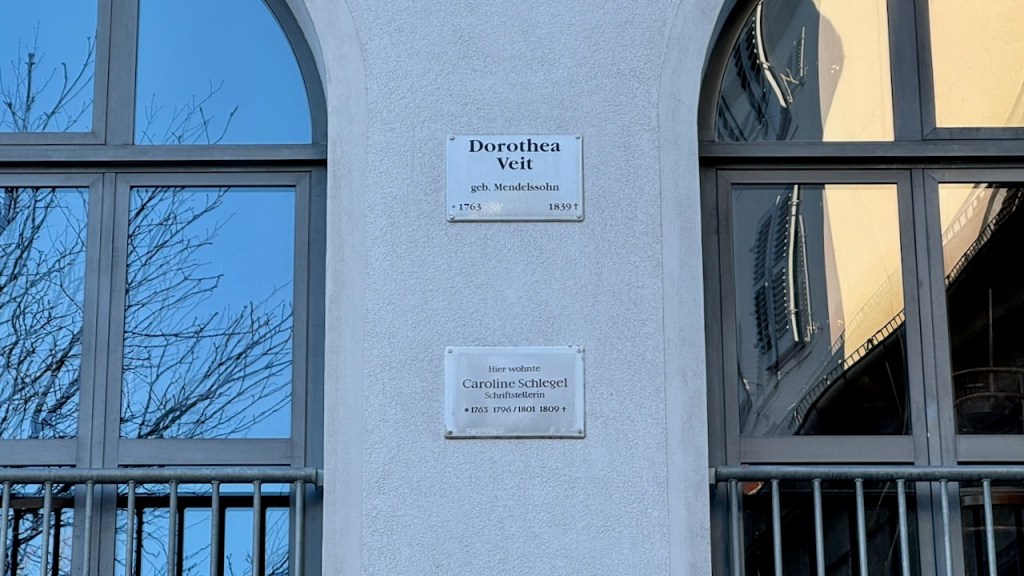 Dorothea
Veit
geb. Mendelssohn
* 1763 1839 †
Hier wohnte
Caroline Schlegel
Schriftstellerin
* 1763 1796/1801 1809 †